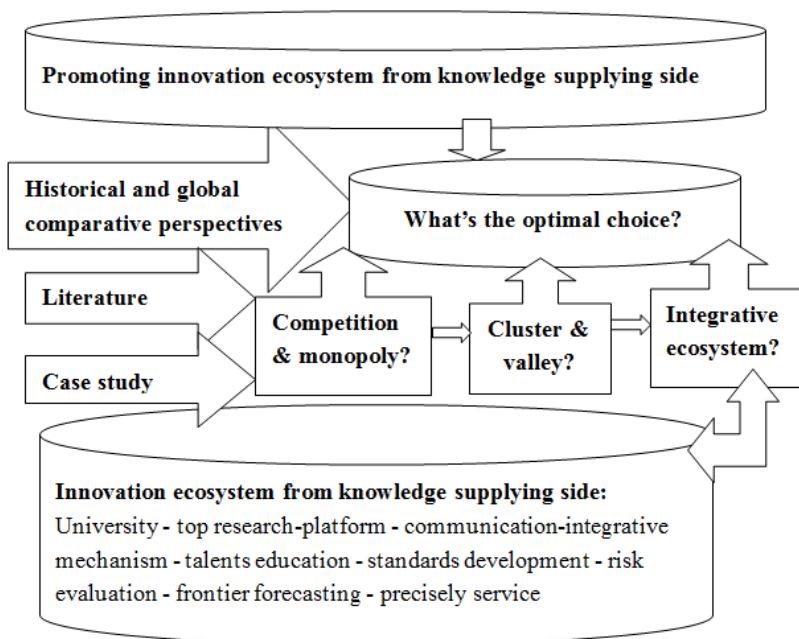 Promoting innovation ecosystem from knowledge supplying side
Historical and global
comparative perspectives
What's the optimal choice?
Literature
Case study
Competition
& monopoly?
Cluster &
valley?
Integrative
ecosystem?
Innovation ecosystem from knowledge supplying side:
University - top research-platform - communication-integrative
mechanism - talents education - standards development - risk
evaluation - frontier forecasting - precisely service